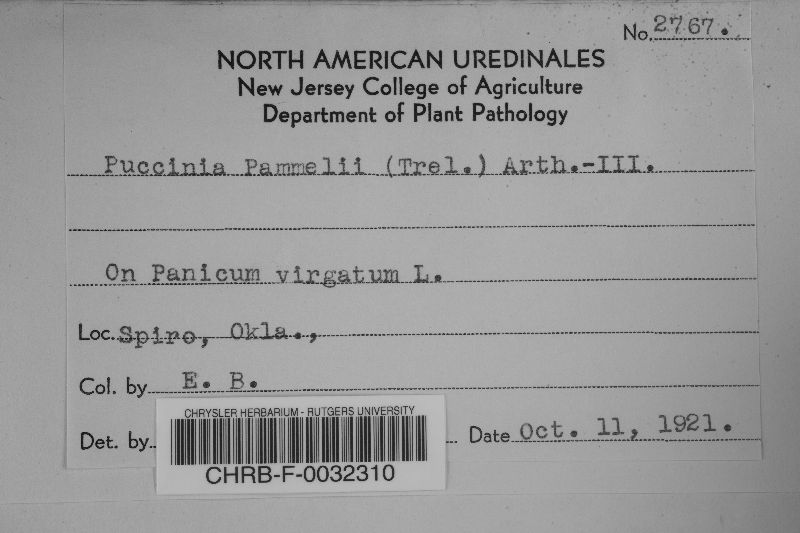 No. 2767.
NORTH AMERICAN UREDINALES
New Jersey College of Agriculture
Department of Plant Pathology
Puccinia Pammelii (Trel.) Arth.-III.
On Panicum virgatum L.
Loc. Spiro, Okla.,
Col. by E. B.
CHRYSLER HERBARIUM - RUTGERS UNIVERSITY
Det. by
Date Oct. 11, 1921.
CHRB-F-0032310